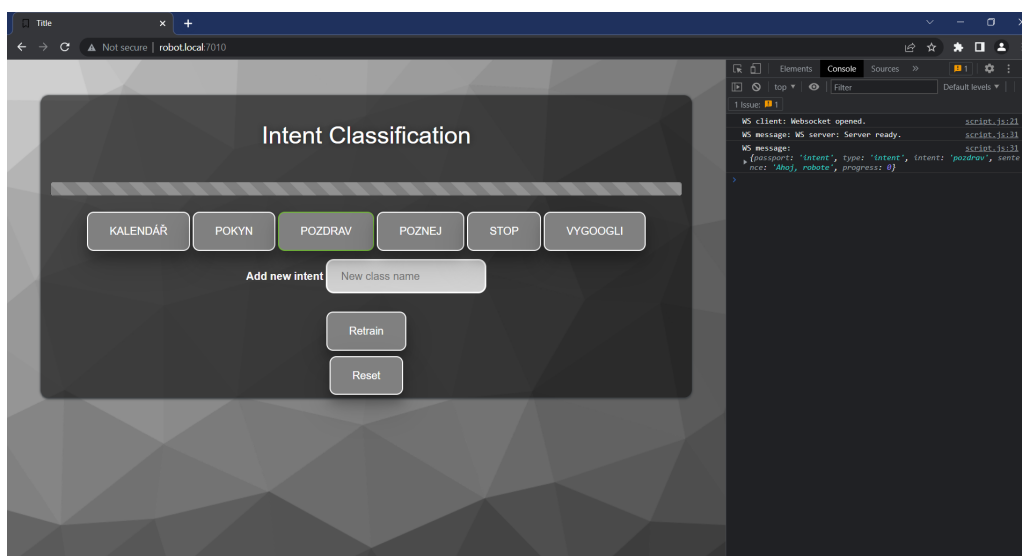 Title
Not secure | robot.local:7010
Elements Console Sources »
1
top ▼ Filter Default levels ▼
1 Issue: 1
WS client: Websocket opened. script.js:21
WS message: WS server: Server ready. script.js:31
WS message: script.js:31
{passport: 'intent', type: 'intent', intent: 'pozdrav', sente
nce: 'Ahoj, robote', progress: 0}
Intent Classification
KALENDÁŘ POKYN POZDRAV POZNEJ STOP VYGOOGLI
Add new intent New class name
Retrain
Reset